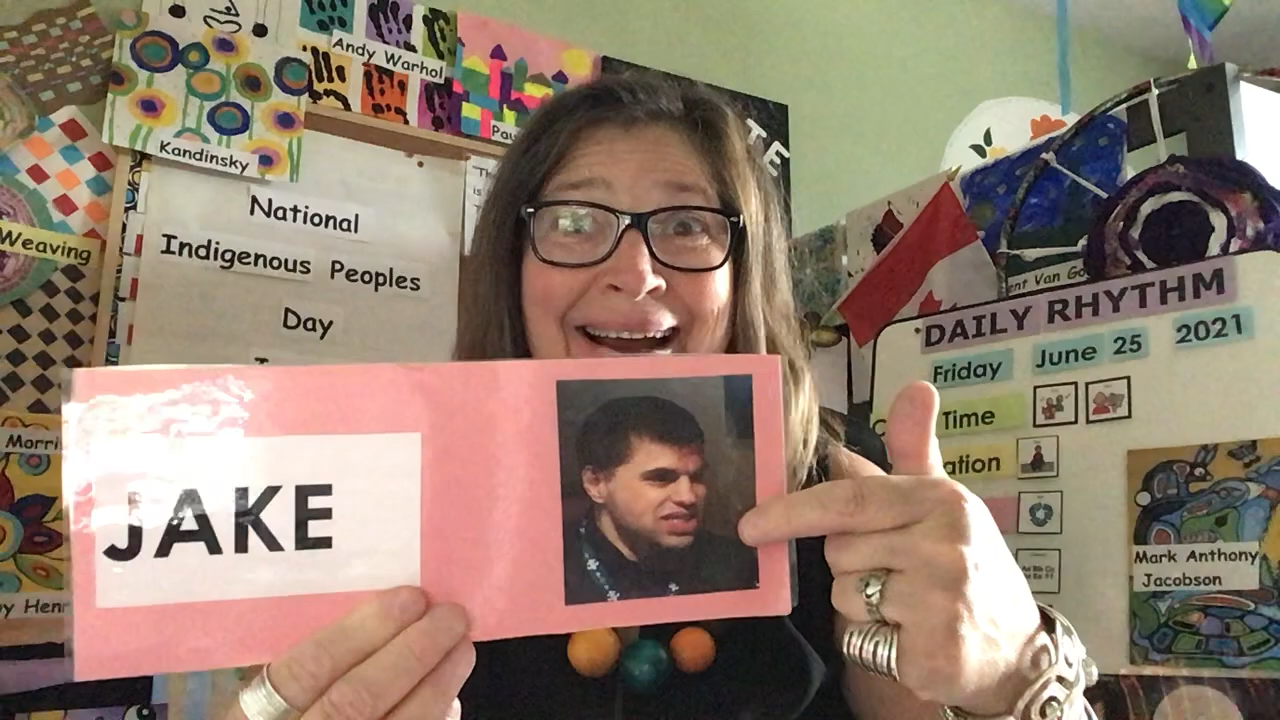 Andy Warhol
Kandinsky
National
Indigenous Peoples
Day
Weaving
DAILY RHYTHM
Friday June 25 2021
Time
JAKE
Mark Anthony
Jacobson